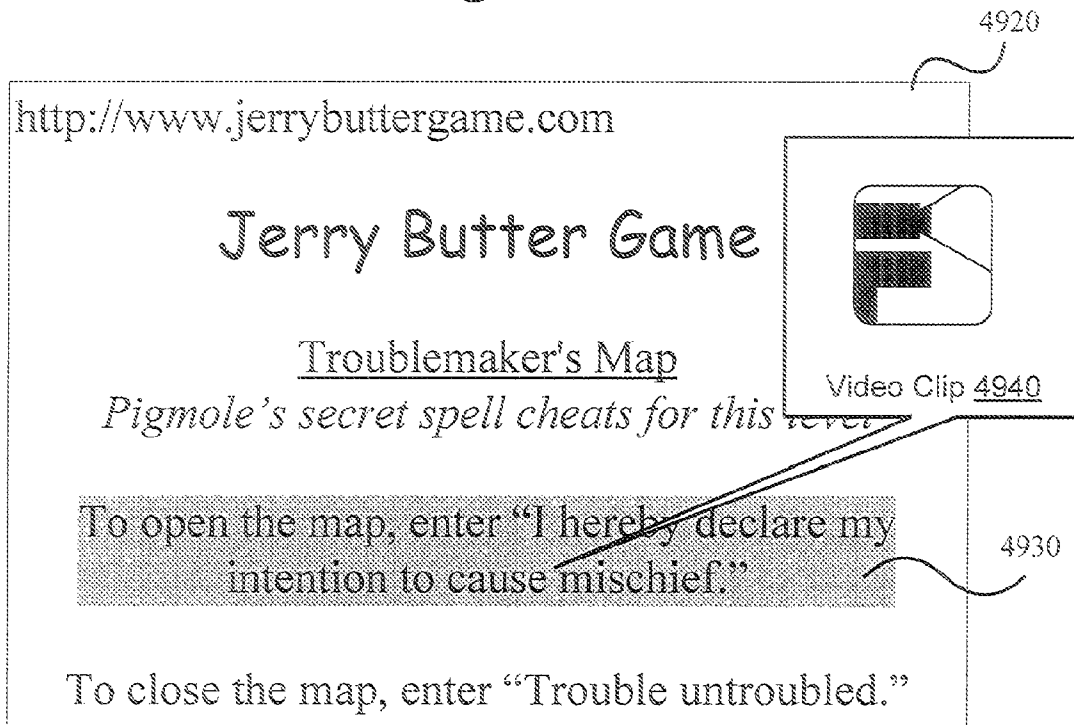 4920
http://www.jerrybuttergame.com
Jerry Butter Game
Troublemaker's Map
Video Clip 4940
Pigmole's secret spell cheats for this level
To open the map, enter “I hereby declare my
intention to cause mischief.”
4930
To close the map, enter “Trouble untroubled.”